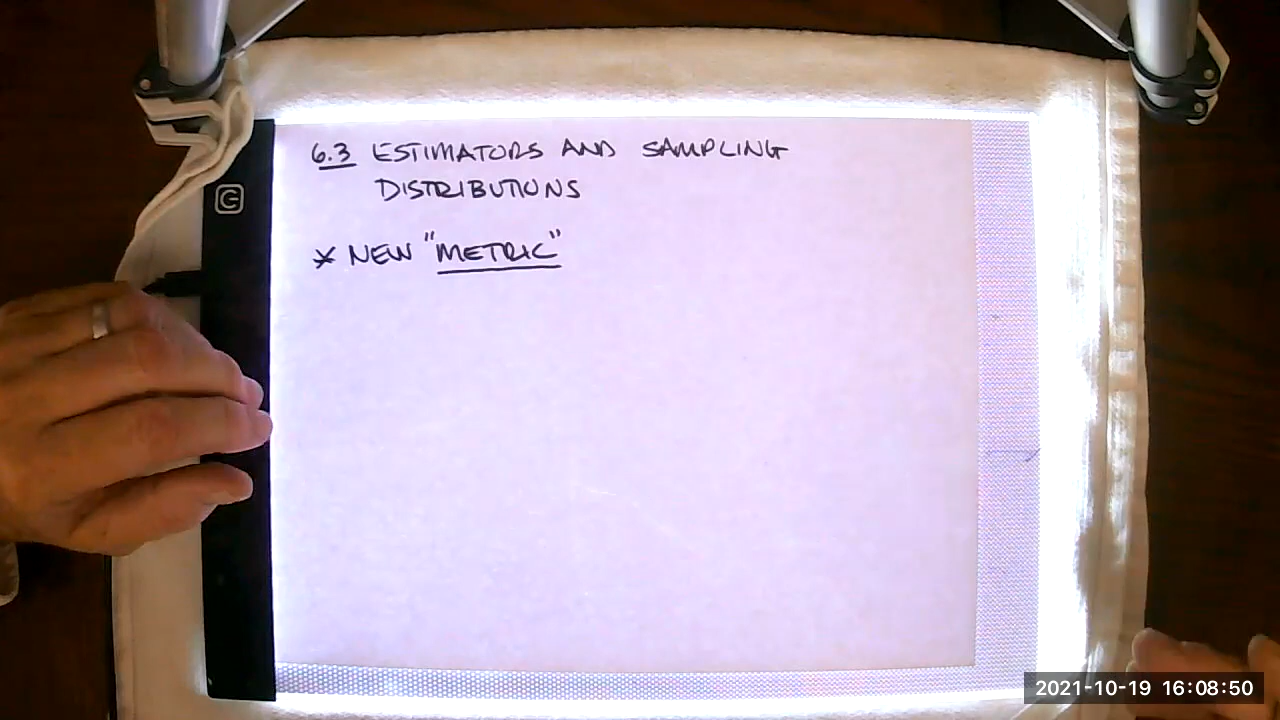 6.3 ESTIMATORS AND SAMPLING
DISTRIBUTIONS
* NEW "METRIC"
2021-10-19 16:08:50